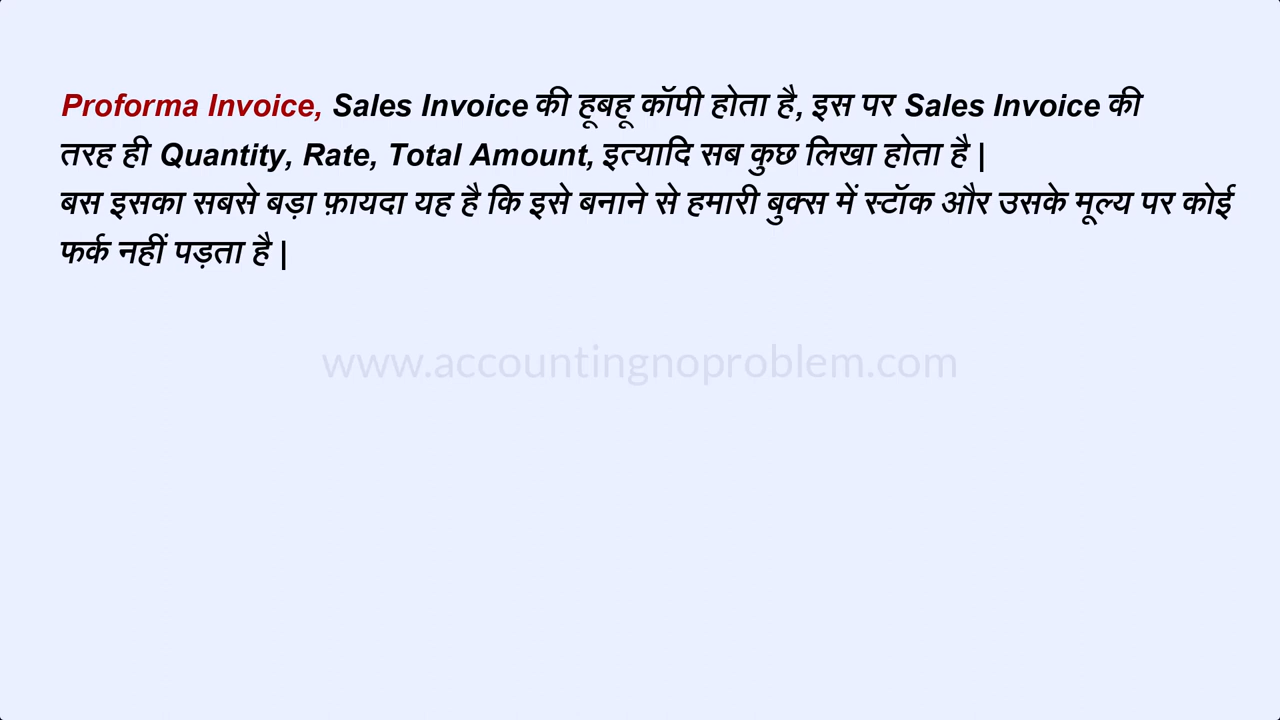 Proforma Invoice, Sales Invoice की हूबहू कॉपी होता है, इस पर Sales Invoice की
तरह ही Quantity, Rate, Total Amount, इत्यादि सब कुछ लिखा होता है |
बस इसका सबसे बड़ा फ़ायदा यह है कि इसे बनाने से हमारी बुक्स में स्टॉक और उसके मूल्य पर कोई
फर्क नहीं पड़ता है |
www.accountingnoproblem.com